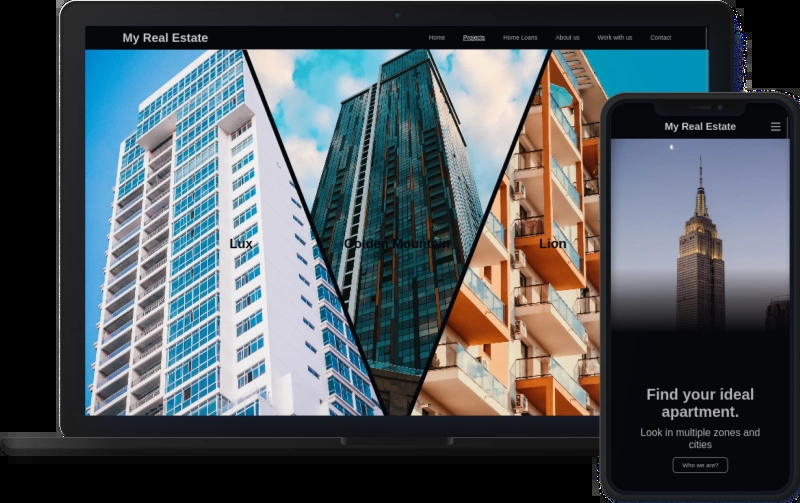 My Real Estate
Home Projects Home Loans About us Work with us Contact
Lux
Golden Mountain
Lion
My Real Estate
Find your ideal
apartment.
Look in multiple zones and
cities
Who we are?